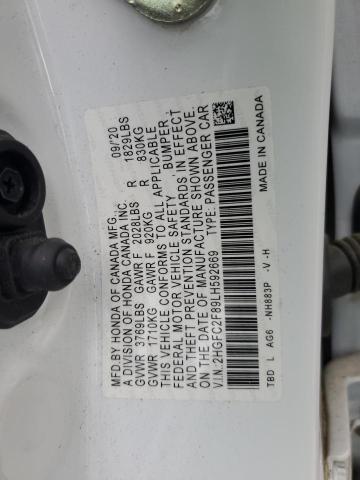 MFD.BY HONDA OF CANADA MFG. 09/20
A DIVISION OF HONDA CANADA INC.
GVWR 3769LBS GAWR F 2028LBS R 1829LBS
GVWR 1710KG GAWR F 920KG R 830KG
THIS VEHICLE CONFORMS TO ALL APPLICABLE
FEDERAL MOTOR VEHICLE SAFETY , BUMPER ,
AND THEFT PREVENTION STANDARDS IN EFFECT
ON THE DATE OF MANUFACTURE SHOWN ABOVE.
V.I.N.:2HGFC2F89LH592669 TYPE: PASSENGER CAR
TBD L AG6 -NH883P -V -H MADE IN CANADA